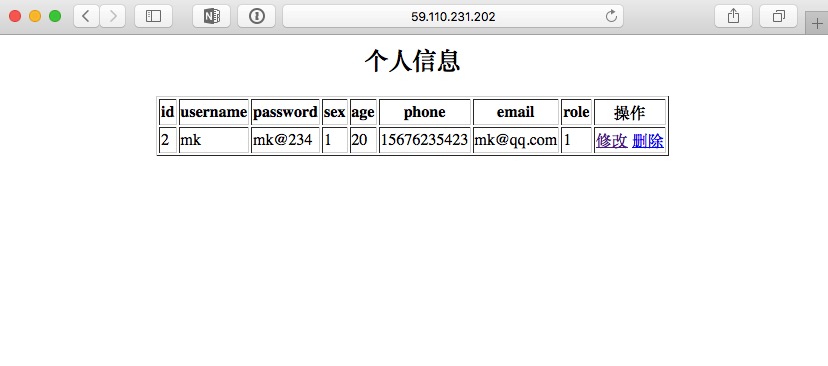 59.110.231.202
个人信息
id username password sex age phone email role 操作
2 mk mk@234 1 20 15676235423 mk@qq.com 1 修改 删除